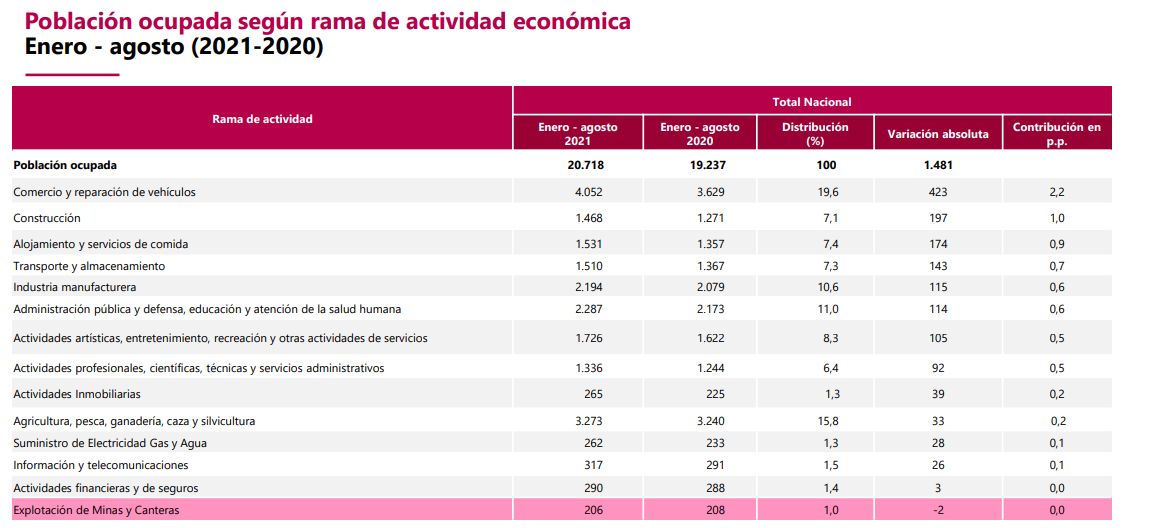 Población ocupada según rama de actividad económica
Enero - agosto (2021-2020)
Rama de actividad
Total Nacional
Enero - agosto 2021
Enero - agosto 2020
Distribución (%)
Variación absoluta
Contribución en p.p.
Población ocupada 20.718 19.237 100 1.481
Comercio y reparación de vehículos 4.052 3.629 19,6 423 2,2
Construcción 1.468 1.271 7,1 197 1,0
Alojamiento y servicios de comida 1.531 1.357 7,4 174 0,9
Transporte y almacenamiento 1.510 1.367 7,3 143 0,7
Industria manufacturera 2.194 2.079 10,6 115 0,6
Administración pública y defensa, educación y atención de la salud humana 2.287 2.173 11,0 114 0,6
Actividades artísticas, entretenimiento, recreación y otras actividades de servicios 1.726 1.622 8,3 105 0,5
Actividades profesionales, científicas, técnicas y servicios administrativos 1.336 1.244 6,4 92 0,5
Actividades Inmobiliarias 265 225 1,3 39 0,2
Agricultura, pesca, ganadería, caza y silvicultura 3.273 3.240 15,8 33 0,2
Suministro de Electricidad Gas y Agua 262 233 1,3 28 0,1
Información y telecomunicaciones 317 291 1,5 26 0,1
Actividades financieras y de seguros 290 288 1,4 3 0,0
Explotación de Minas y Canteras 206 208 1,0 -2 0,0